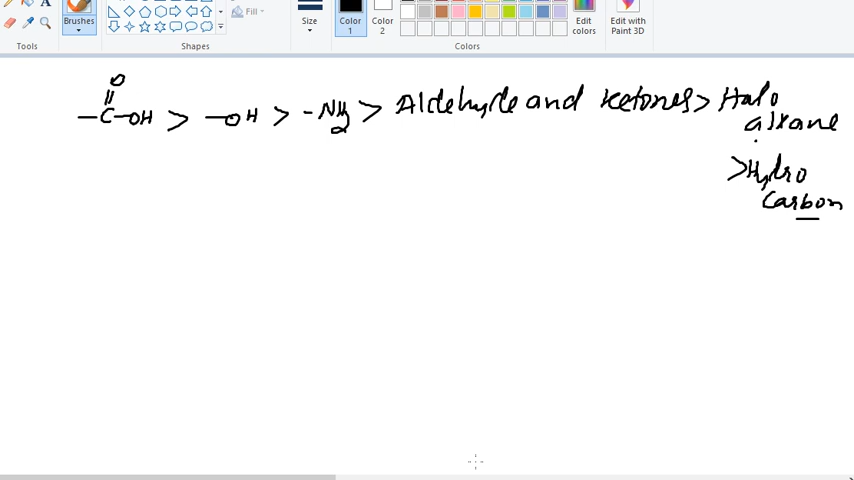 Brushes
Fill
Size
Color 1
Color 2
Edit colors
Edit with Paint 3D
Tools
Shapes
Colors
O
-C-OH > -OH > -NH2 > Aldehyde and Ketones > Halo
alkane
> Hydro
Carbon